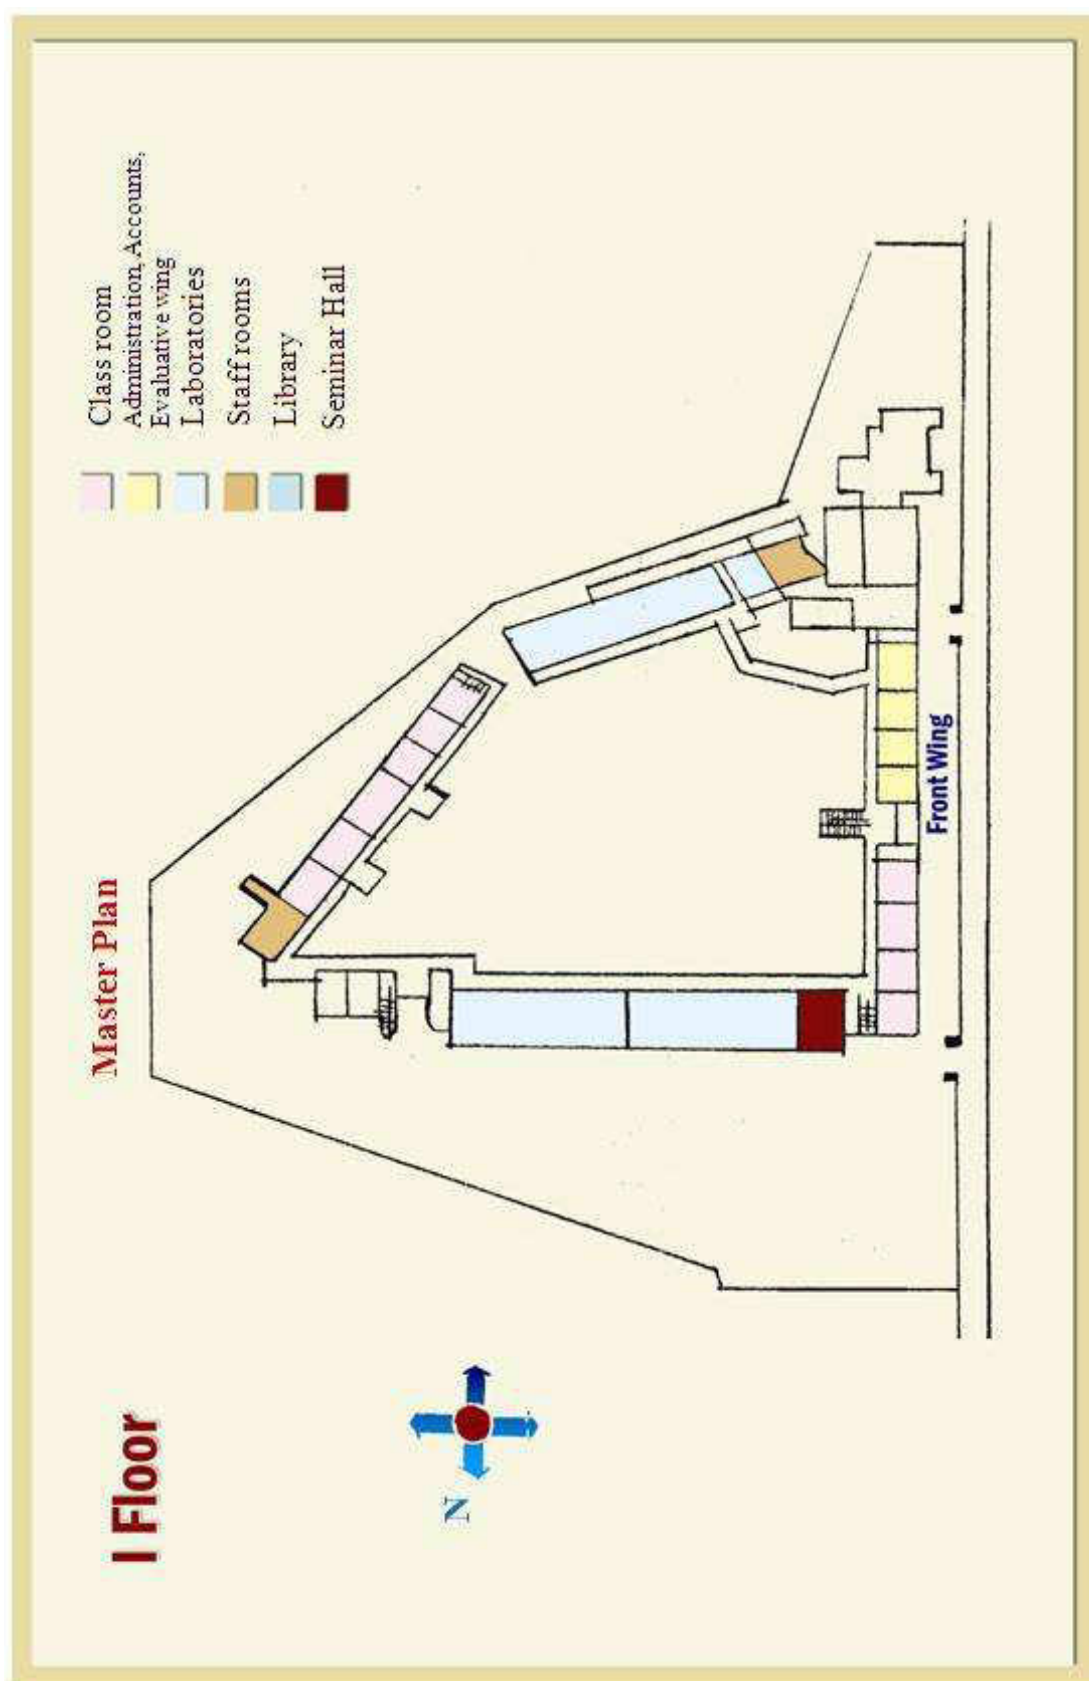 I Floor
Master Plan
Class room
Administration, Accounts,
Evaluative wing
Laboratories
Staff rooms
Library
Seminar Hall
N
Front Wing